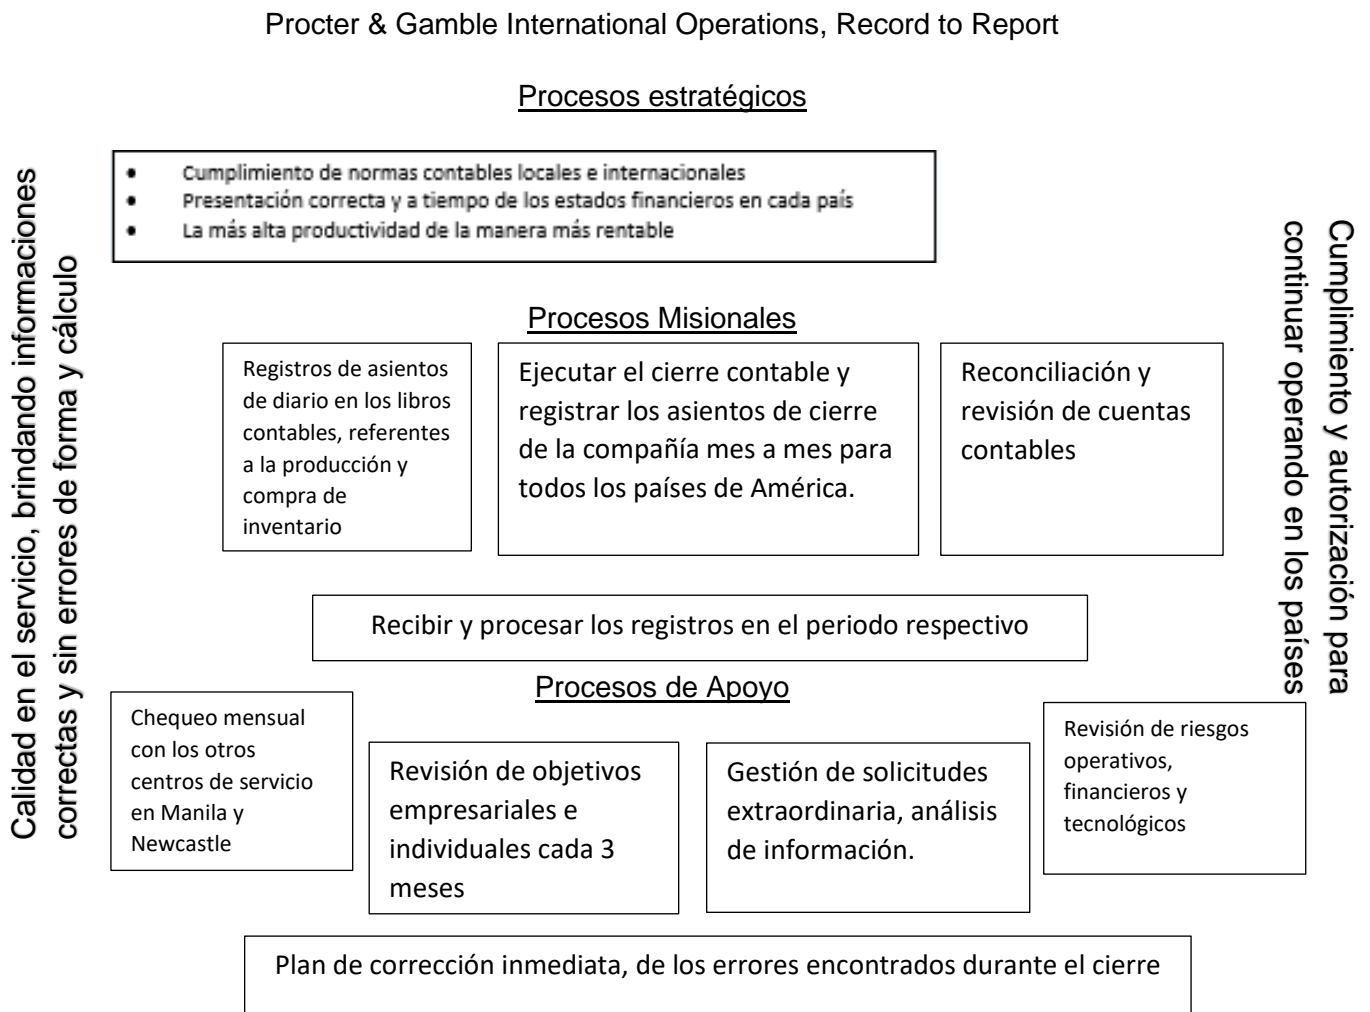 Procter & Gamble International Operations, Record to Report
Procesos estratégicos
Calidad en el servicio, brindando informaciones
correctas y sin errores de forma y cálculo
• Cumplimiento de normas contables locales e internacionales
• Presentación correcta y a tiempo de los estados financieros en cada país
• La más alta productividad de la manera más rentable
Cumplimiento y autorización para
continuar operando en los países
Procesos Misionales
Registros de asientos
de diario en los libros
contables, referentes
a la producción y
compra de
inventario
Ejecutar el cierre contable y
registrar los asientos de cierre
de la compañía mes a mes para
todos los países de América.
Reconciliación y
revisión de cuentas
contables
Recibir y procesar los registros en el periodo respectivo
Procesos de Apoyo
Chequeo mensual
con los otros
centros de servicio
en Manila y
Newcastle
Revisión de objetivos
empresariales e
individuales cada 3
meses
Gestión de solicitudes
extraordinaria, análisis
de información.
Revisión de riesgos
operativos,
financieros y
tecnológicos
Plan de corrección inmediata, de los errores encontrados durante el cierre